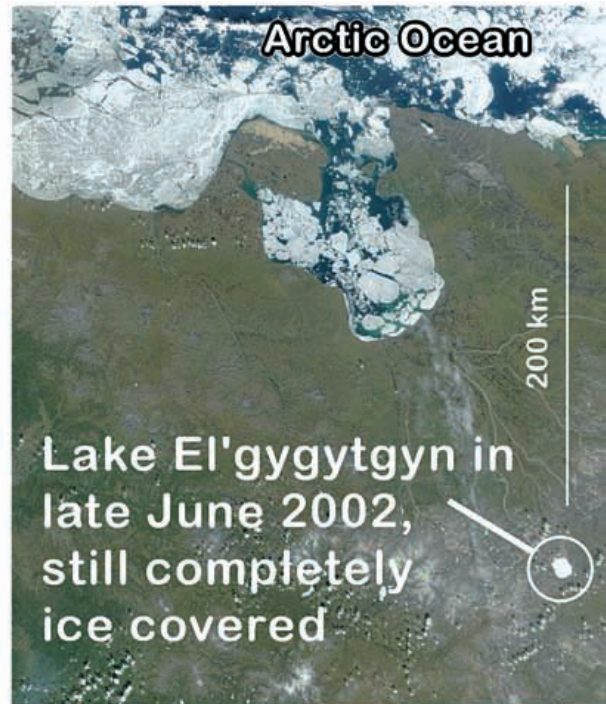 Arctic Ocean
200 km
Lake El'gygytgyn in
late June 2002,
still completely
ice covered